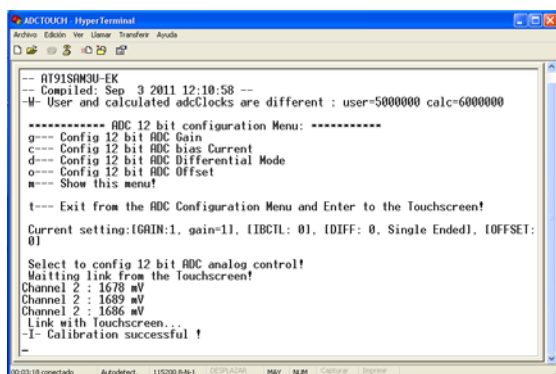 ADCTOUCH - HyperTerminal
Archivo Edición Ver Llamar Transferir Ayuda
-- AT91SAM3U-EK
-- Compiled: Sep 3 2011 12:10:58 --
-W- User and calculated adcClocks are different : user=5000000 calc=6000000
=========== ADC 12 bit configuration Menu: ===========
g--- Config 12 bit ADC Gain
c--- Config 12 bit ADC bias Current
d--- Config 12 bit ADC Differential Mode
o--- Config 12 bit ADC Offset
m--- Show this menu!
t--- Exit from the ADC Configuration Menu and Enter to the Touchscreen!
Current setting:[GAIN:1, gain=1], [IBCTL: 0], [DIFF: 0, Single Ended], [OFFSET:
0]
Select to config 12 bit ADC analog control!
Waitting link from the Touchscreen!
Channel 2 : 1678 mV
Channel 2 : 1689 mV
Channel 2 : 1686 mV
Link with Touchscreen...
-I- Calibration successful !
00:03:18 conectado Autodetect. 115200 8-N-1 DESPLAZAR MAY NUM Capturar Imprimir